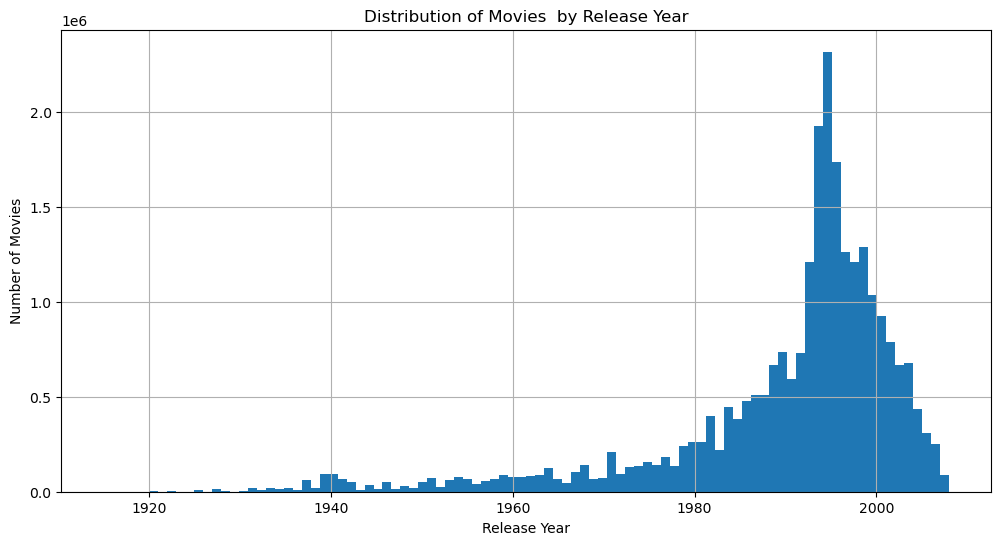 Distribution of Movies  by Release Year
1e6
2.0
1.5
1.0
0.5
0.0
Number of Movies
1920 1940 1960 1980 2000
Release Year